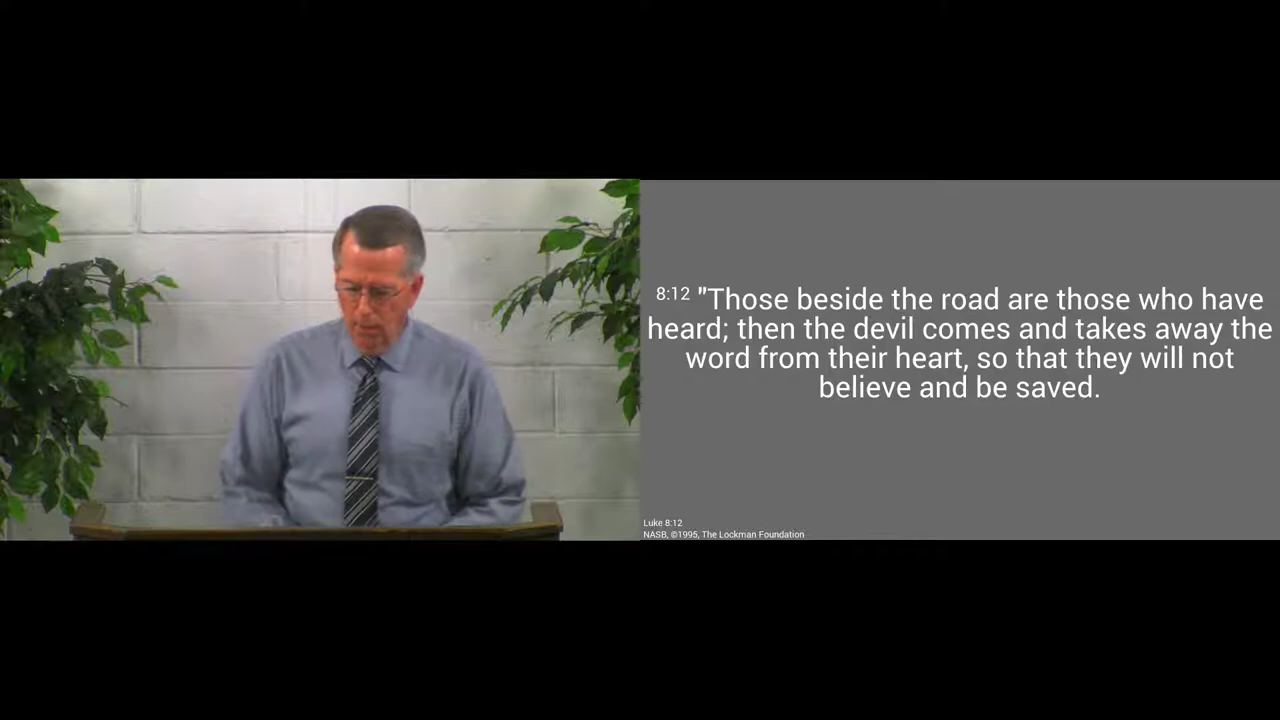 8:12 "Those beside the road are those who have
heard; then the devil comes and takes away the
word from their heart, so that they will not
believe and be saved.
Luke 8:12
NASB, ©1995, The Lockman Foundation